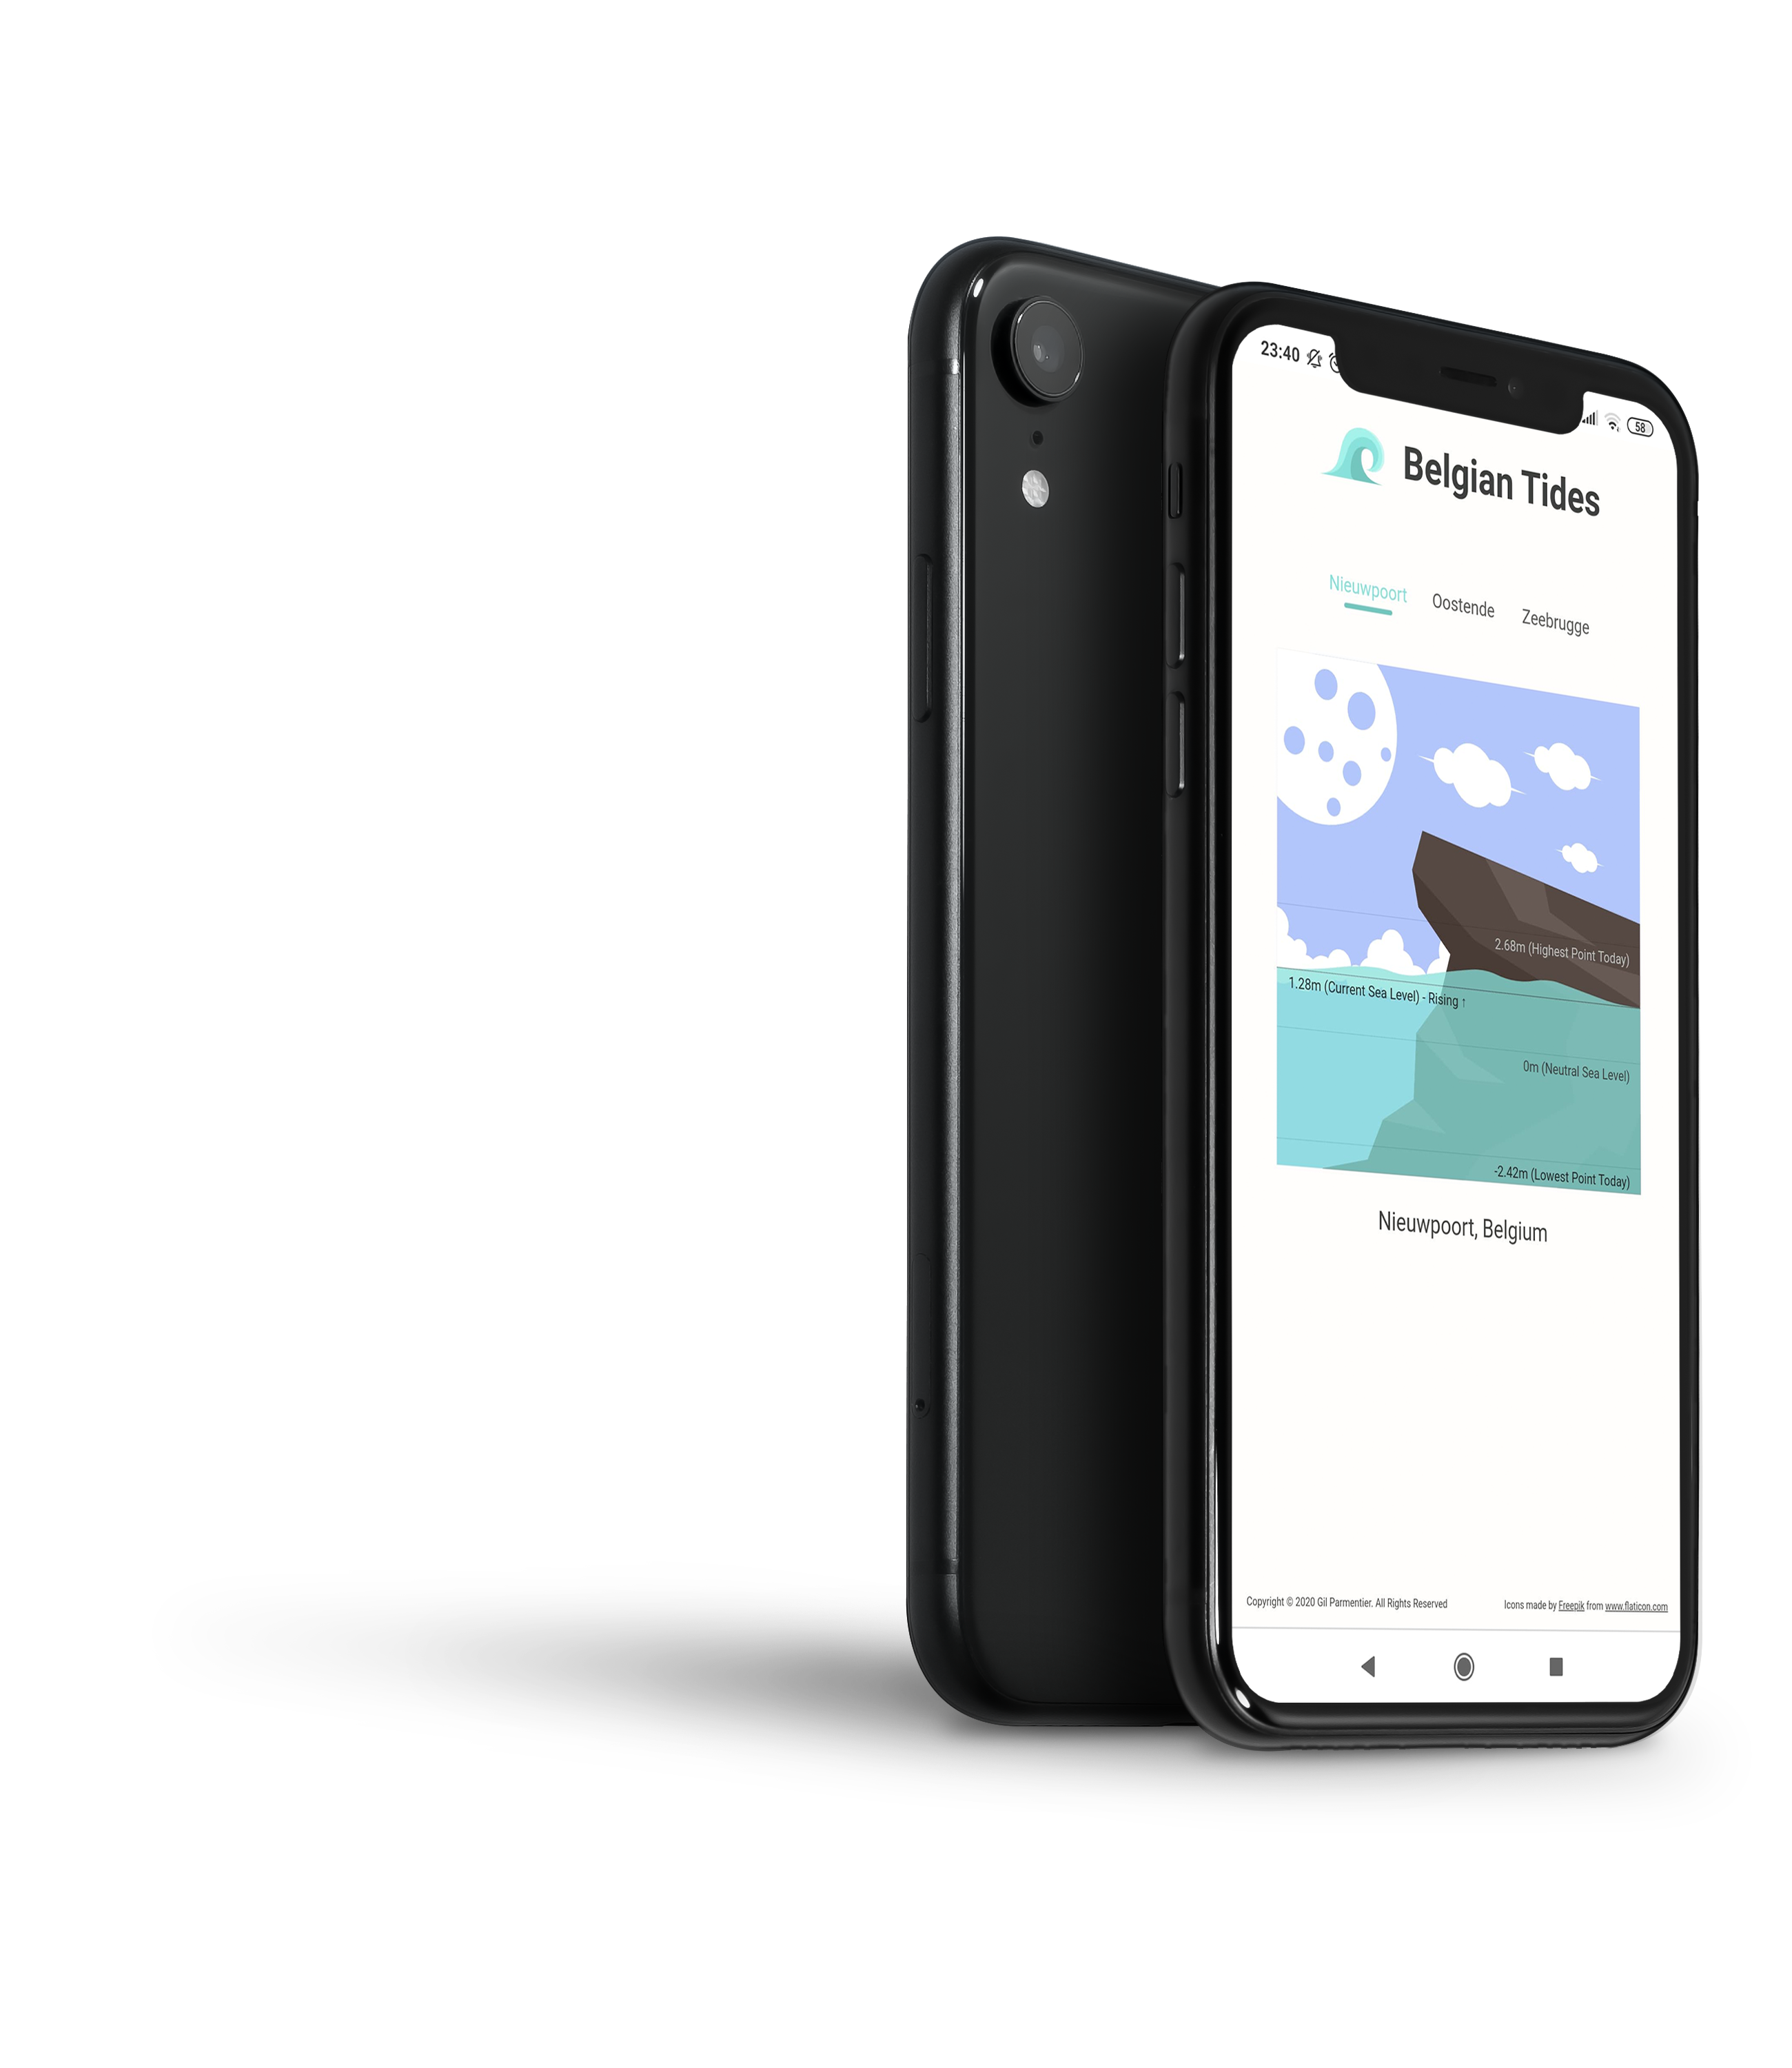 23:40
58
Belgian Tides
Nieuwpoort Oostende Zeebrugge
2.68m (Highest Point Today)
1.28m (Current Sea Level) - Rising ↑
0m (Neutral Sea Level)
-2.42m (Lowest Point Today)
Nieuwpoort, Belgium
Copyright © 2020 Gil Parmentier. All Rights Reserved
Icons made by Freepik from www.flaticon.com